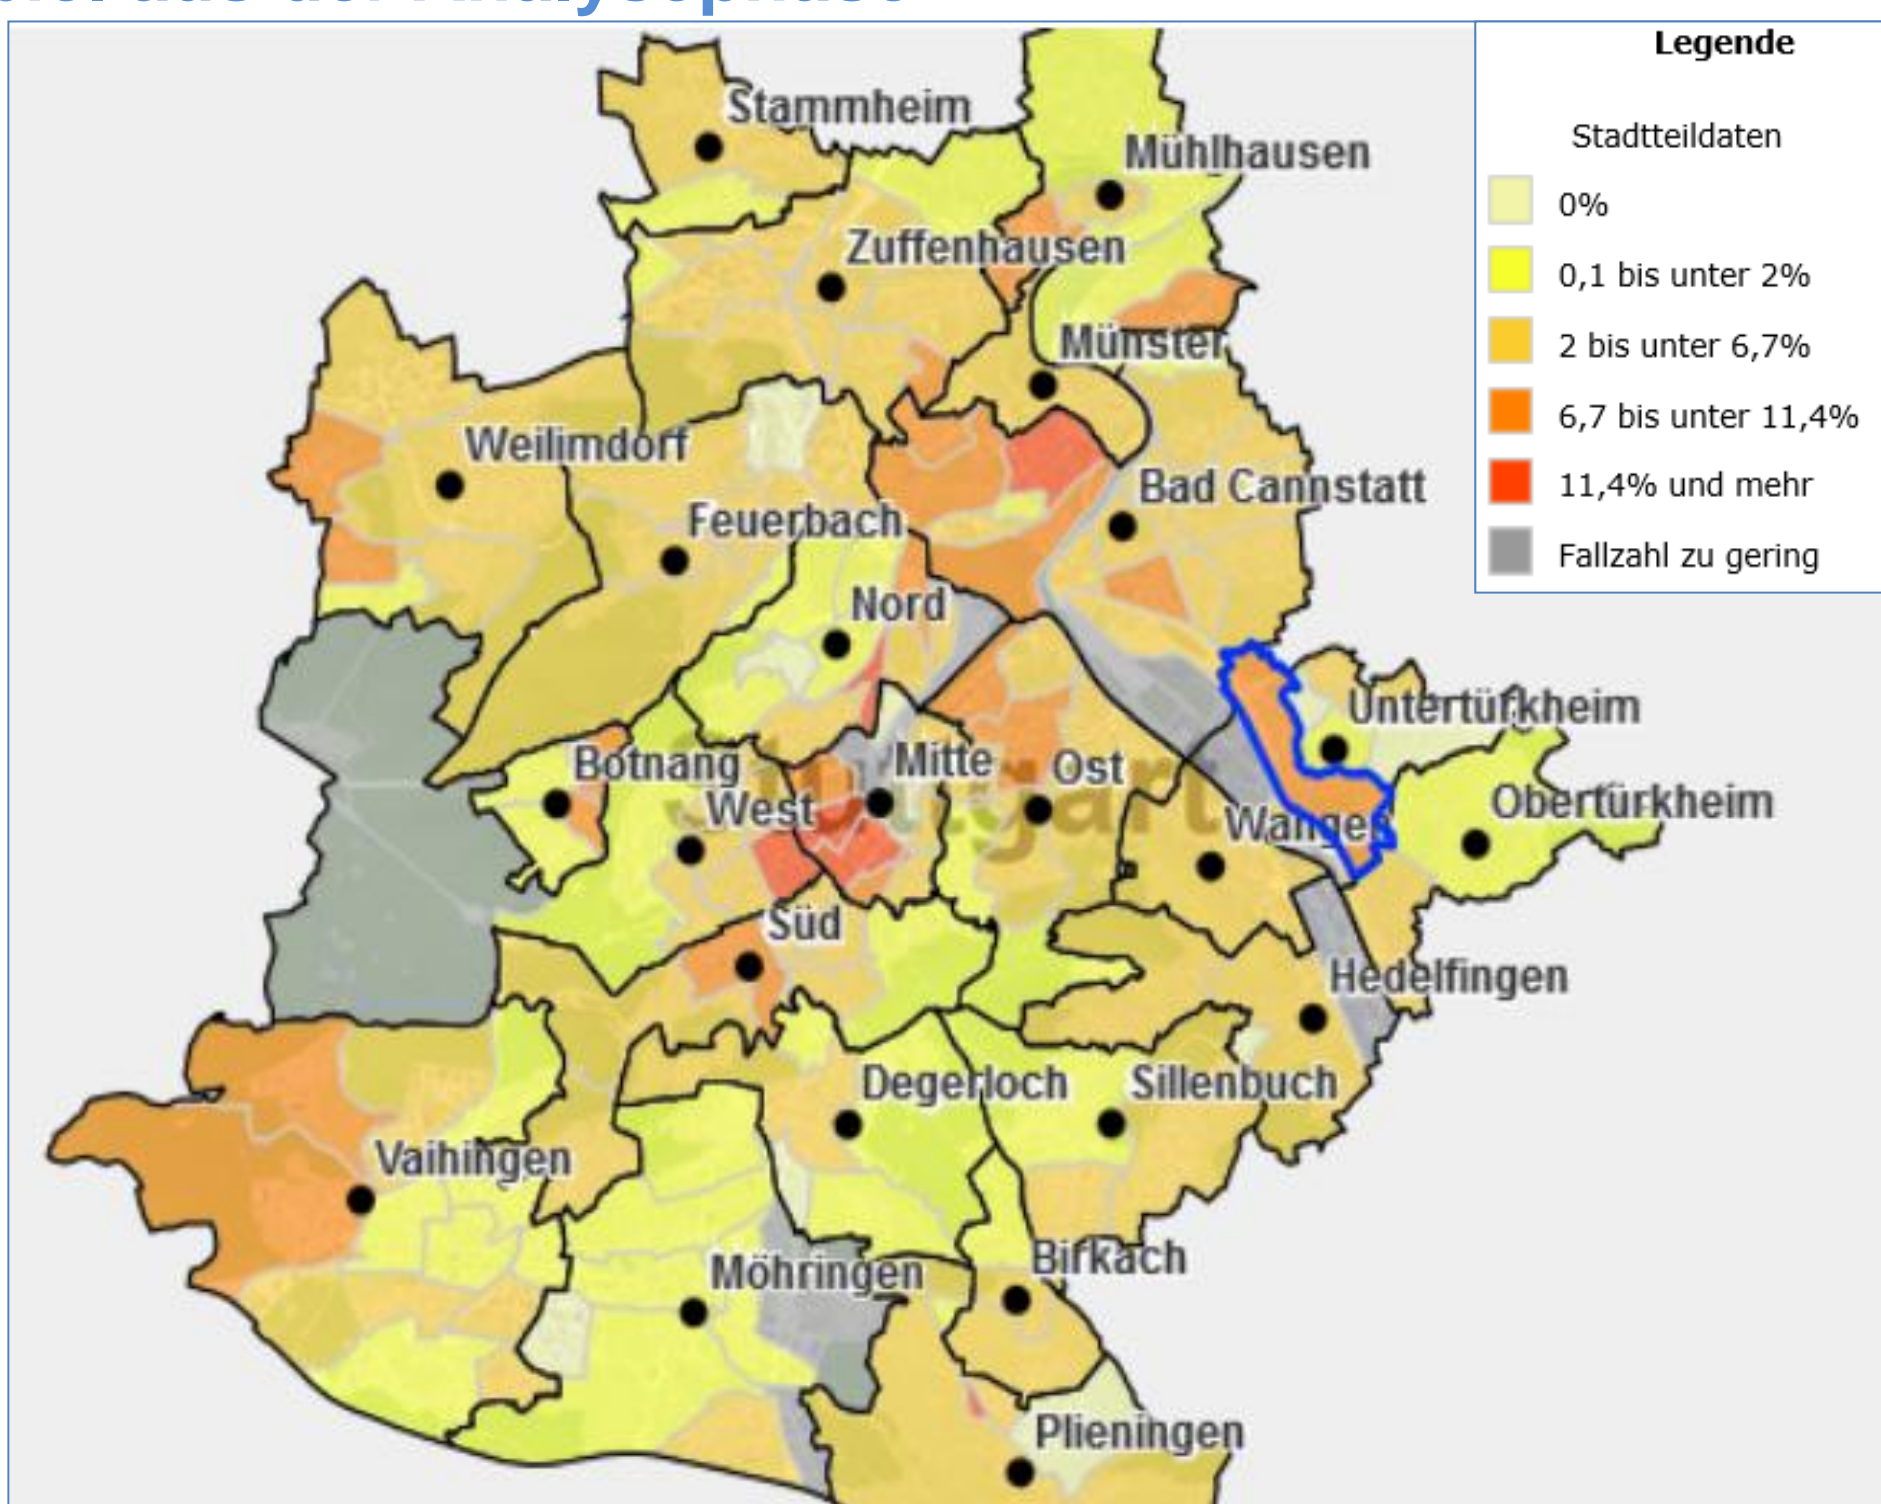 Legende
Stadtteildaten
0%
0,1 bis unter 2%
2 bis unter 6,7%
6,7 bis unter 11,4%
11,4% und mehr
Fallzahl zu gering
Stammheim
Mühlhausen
Zuffenhausen
Münster
Weilimdorf
Bad Cannstatt
Feuerbach
Nord
Untertürkheim
Botnang
Mitte
Ost
West
Stuttgart
Obertürkheim
Wangen
Süd
Hedelfingen
Degerloch
Sillenbuch
Vaihingen
Birkach
Möhringen
Plieningen